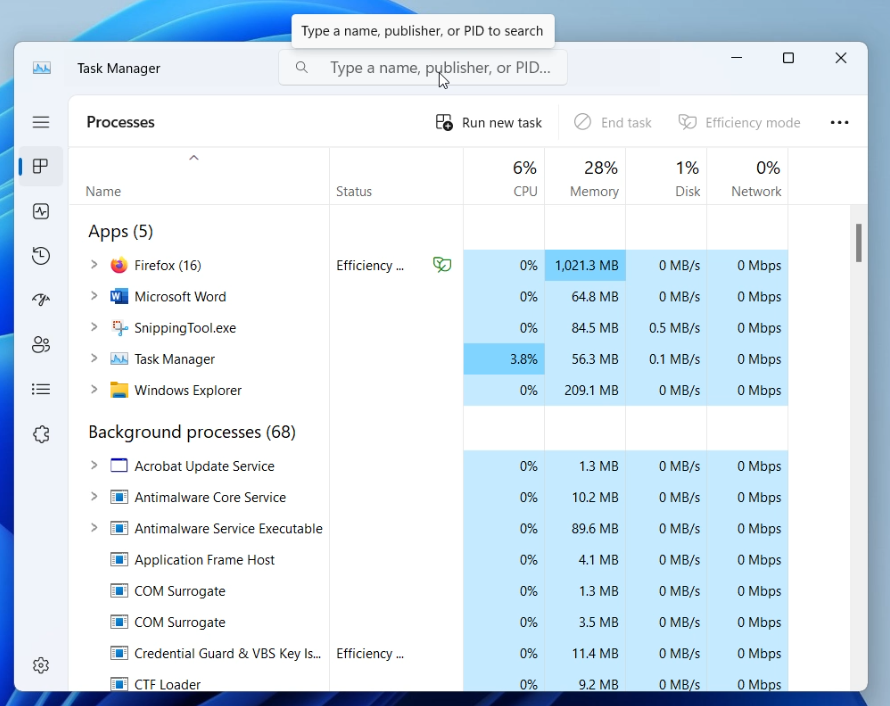 Type a name, publisher, or PID to search
Task Manager
Type a name, publisher, or PID...
Processes
Run new task
End task
Efficiency mode
6% 28% 1% 0%
Name Status CPU Memory Disk Network
Apps (5)
Firefox (16) Efficiency ... 0% 1,021.3 MB 0 MB/s 0 Mbps
Microsoft Word 0% 64.8 MB 0 MB/s 0 Mbps
SnippingTool.exe 0% 84.5 MB 0.5 MB/s 0 Mbps
Task Manager 3.8% 56.3 MB 0.1 MB/s 0 Mbps
Windows Explorer 0% 209.1 MB 0 MB/s 0 Mbps
Background processes (68)
Acrobat Update Service 0% 1.3 MB 0 MB/s 0 Mbps
Antimalware Core Service 0% 10.2 MB 0 MB/s 0 Mbps
Antimalware Service Executable 0% 89.6 MB 0 MB/s 0 Mbps
Application Frame Host 0% 4.1 MB 0 MB/s 0 Mbps
COM Surrogate 0% 1.3 MB 0 MB/s 0 Mbps
COM Surrogate 0% 3.5 MB 0 MB/s 0 Mbps
Credential Guard & VBS Key Is... Efficiency ... 0% 11.4 MB 0 MB/s 0 Mbps
CTF Loader 0% 9.2 MB 0 MB/s 0 Mbps